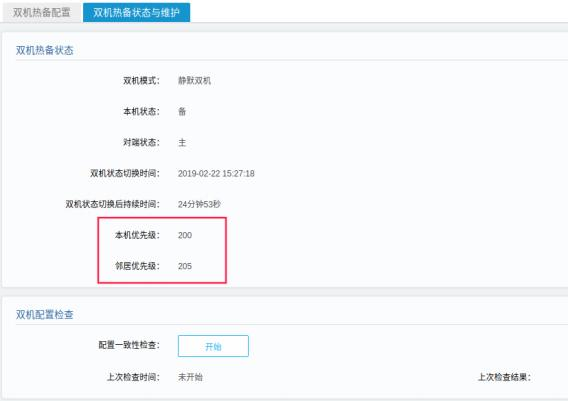 双机热备配置 双机热备状态与维护
双机热备状态
双机模式： 静默双机
本机状态： 备
对端状态： 主
双机状态切换时间： 2019-02-22 15:27:18
双机状态切换后持续时间： 24分钟53秒
本机优先级： 200
邻居优先级： 205
双机配置检查
配置一致性检查： 开始
上次检查时间： 未开始 上次检查结果：